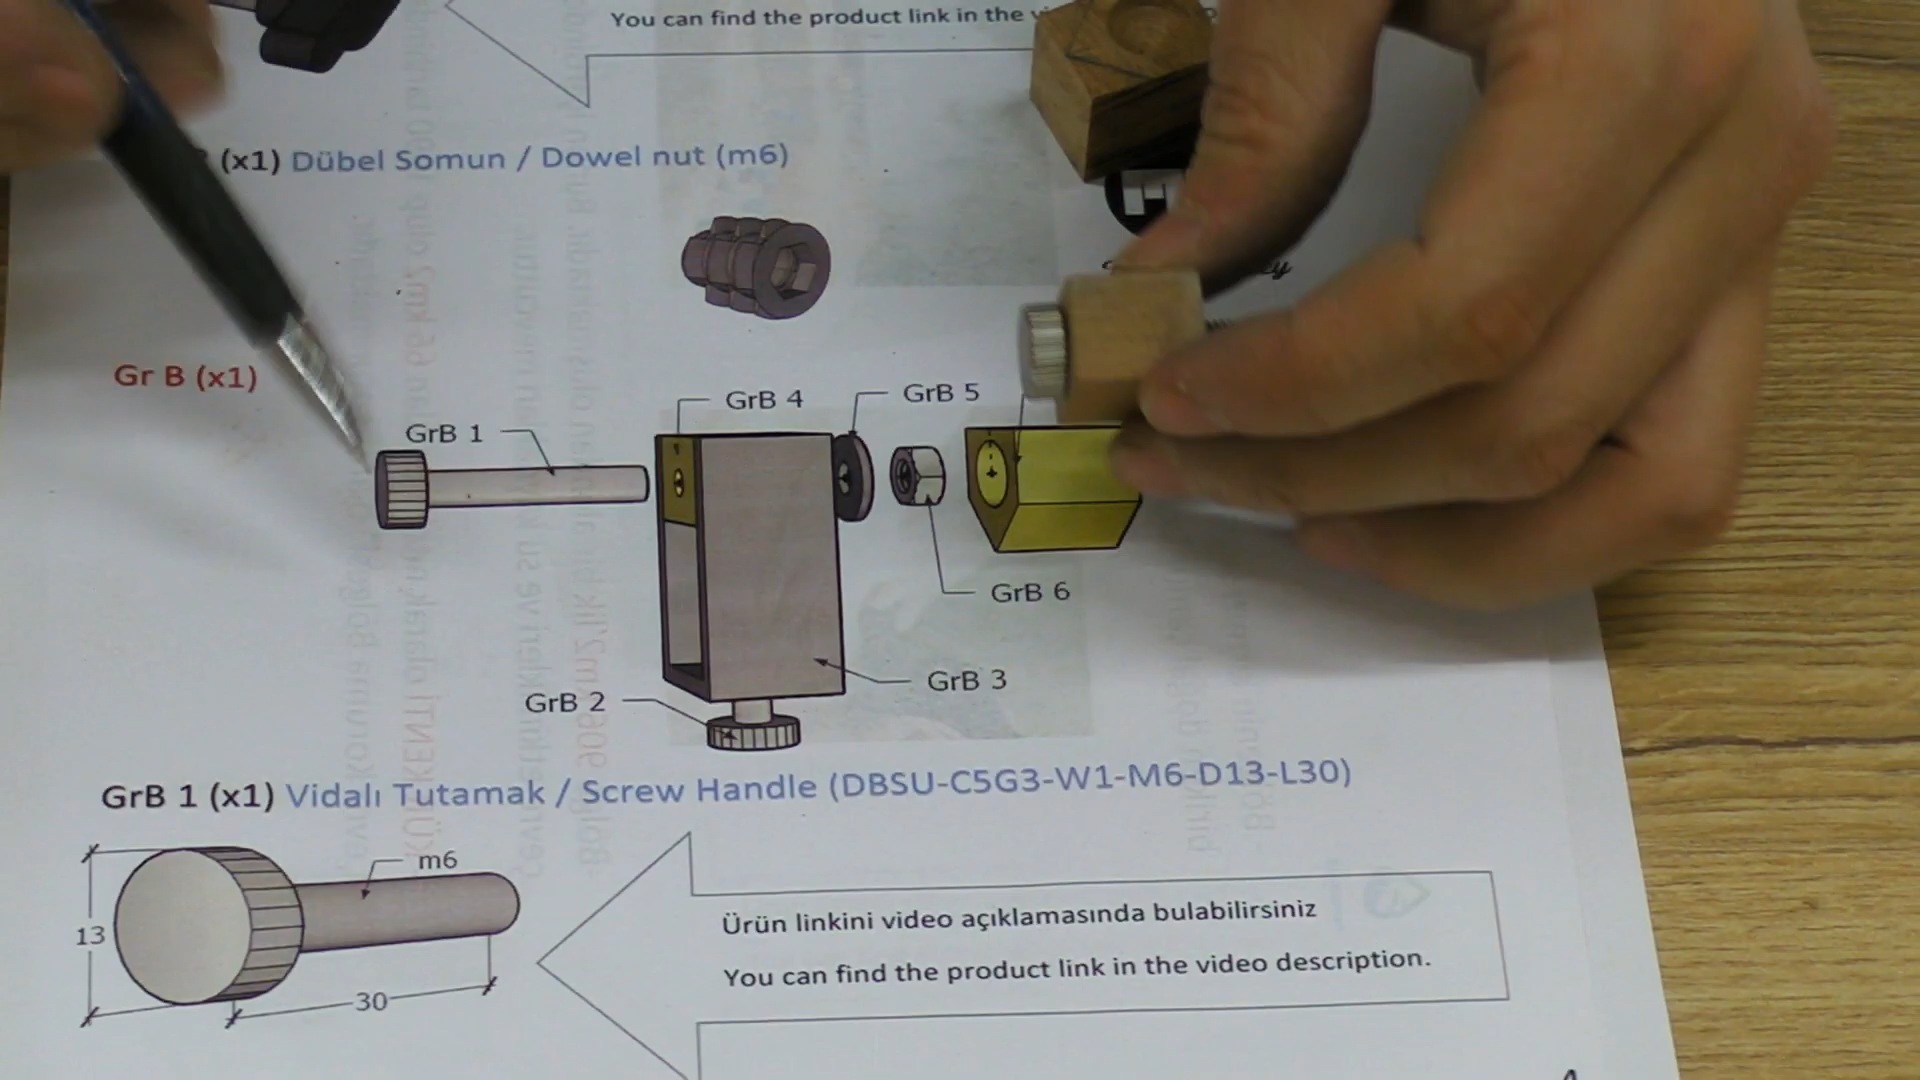 You can find the product link in the
(x1) Dübel Somun / Dowel nut (m6)
Gr B (x1)
GrB 1
GrB 4
GrB 5
GrB 6
GrB 3
GrB 2
GrB 1 (x1) Vidalı Tutamak / Screw Handle (DBSU-C5G3-W1-M6-D13-L30)
m6
13
30
Ürün linkini video açıklamasında bulabilirsiniz
You can find the product link in the video description.